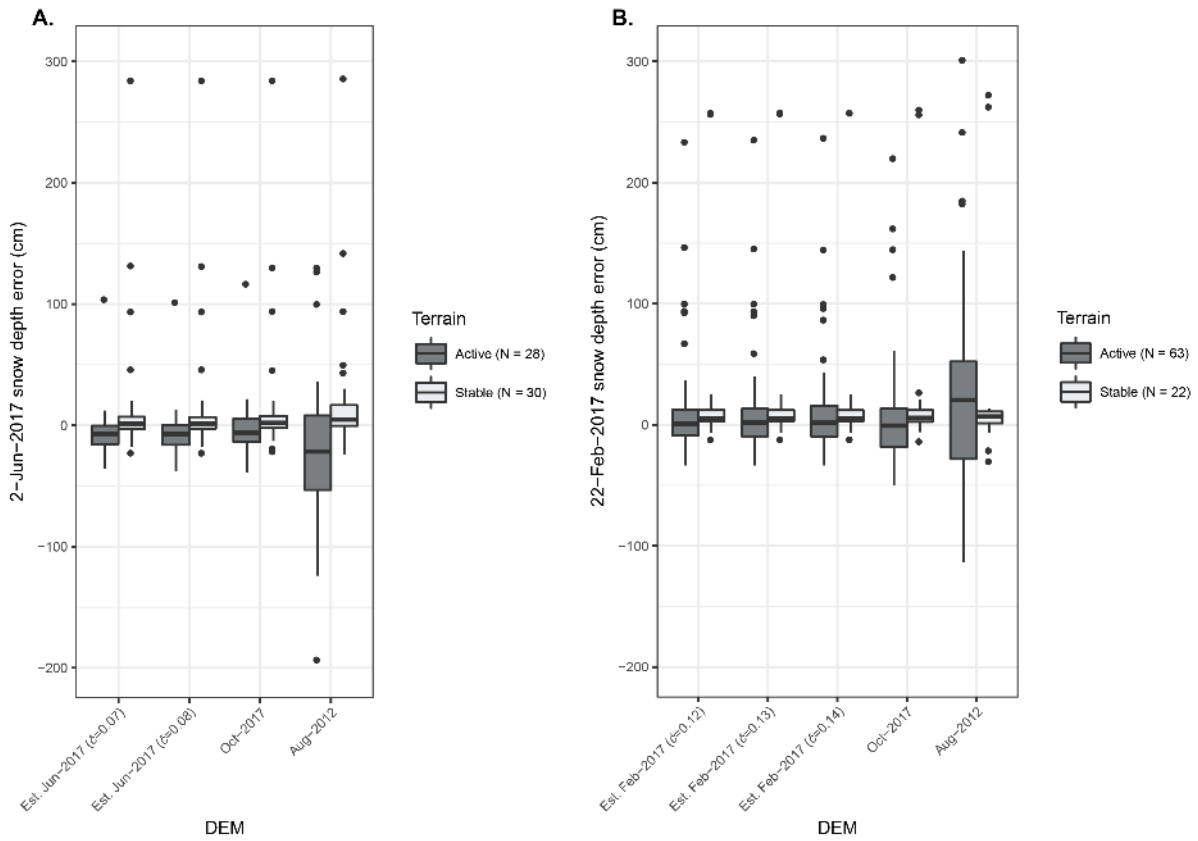 A.
2-Jun-2017 snow depth error (cm)
300
200
100
0
-100
-200
Est. Jun-2017 (ĉ=0.07)
Est. Jun-2017 (ĉ=0.08)
Oct-2017
Aug-2012
DEM
Terrain
Active (N = 28)
Stable (N = 30)
B.
22-Feb-2017 snow depth error (cm)
300
200
100
0
-100
-200
Est. Feb-2017 (ĉ=0.12)
Est. Feb-2017 (ĉ=0.13)
Est. Feb-2017 (ĉ=0.14)
Oct-2017
Aug-2012
DEM
Terrain
Active (N = 63)
Stable (N = 22)